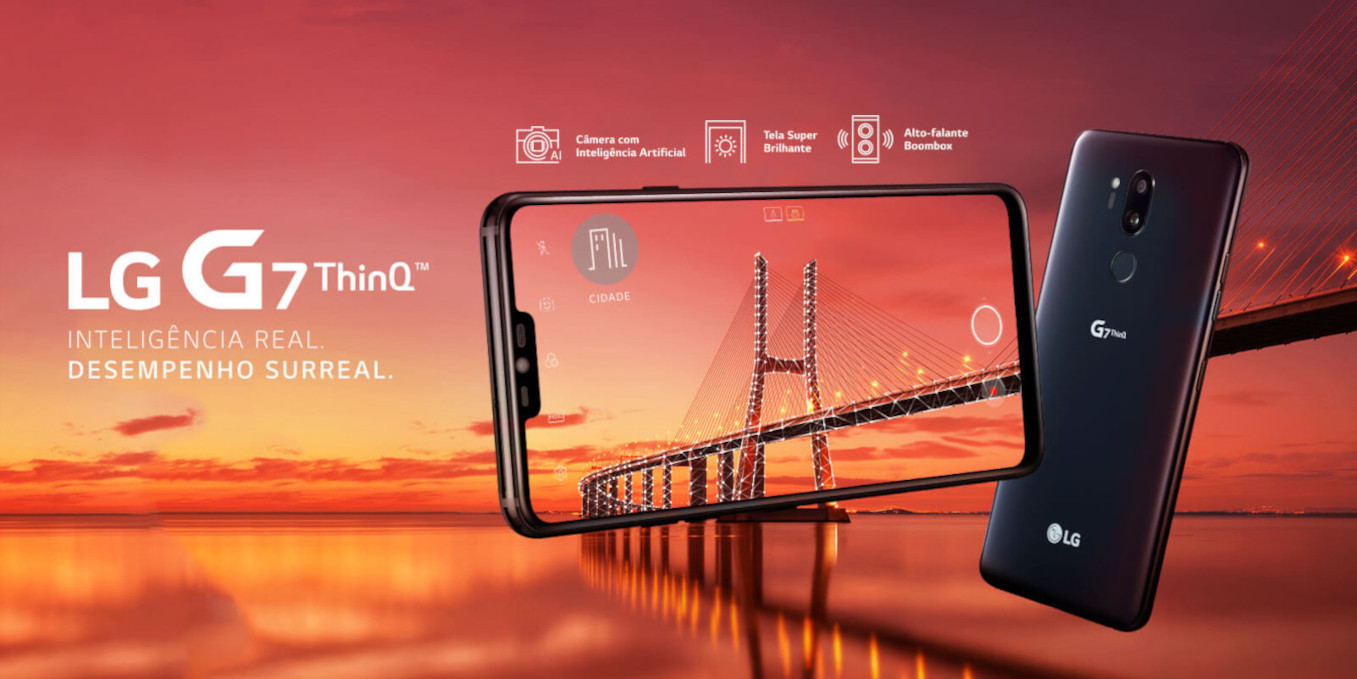 Câmera com
Inteligência Artificial
AI
Tela Super
Brilhante
Alto-falante
Boombox
LG G7 ThinQ™
INTELIGÊNCIA REAL.
DESEMPENHO SURREAL.
CIDADE
G7 ThinQ
LG